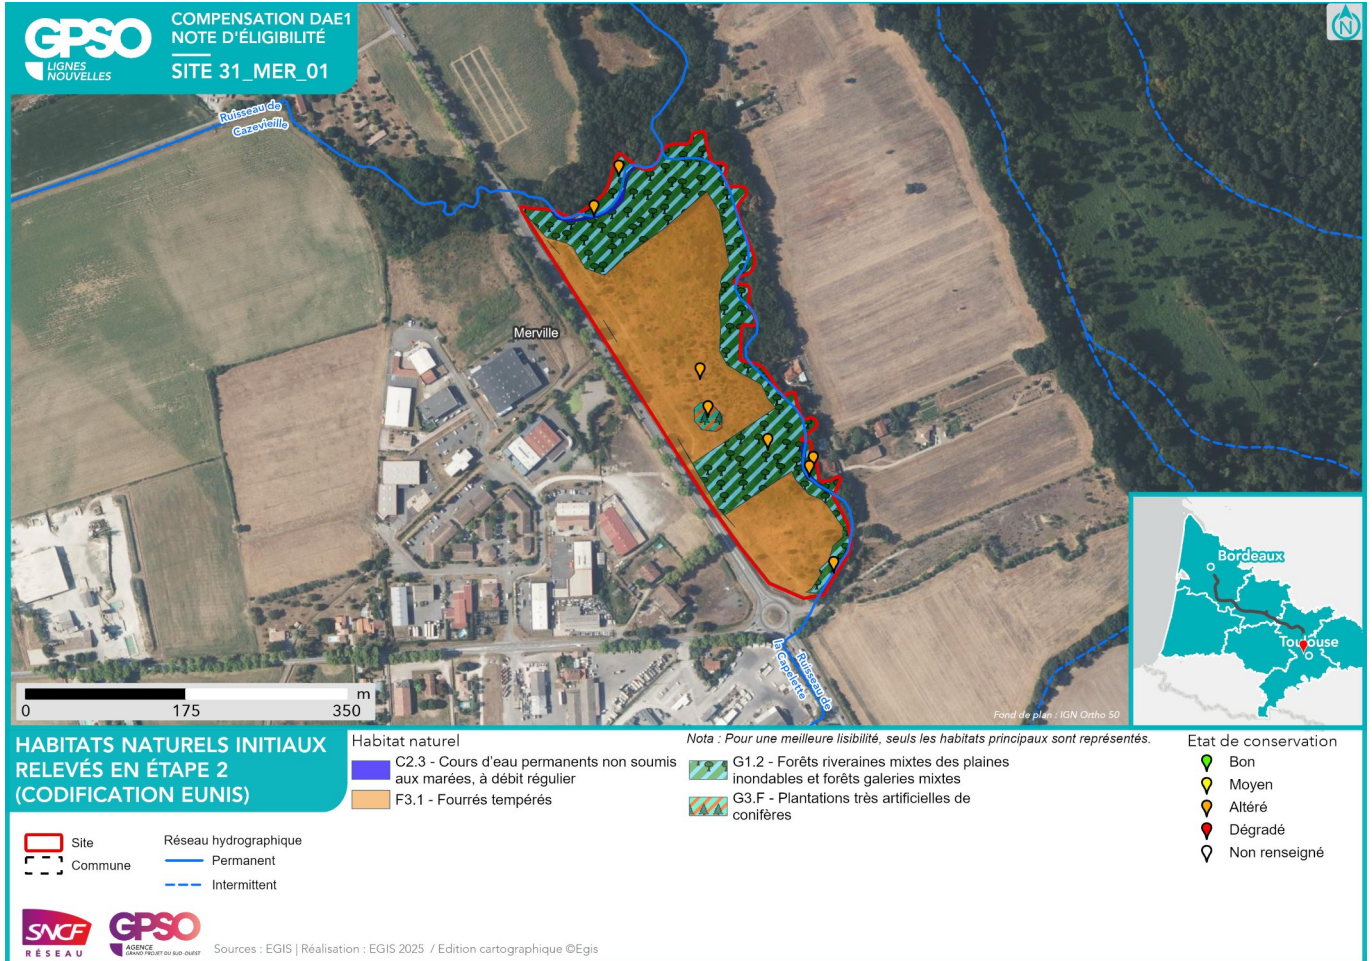 GPSO
LIGNES
NOUVELLES
COMPENSATION DAE1
NOTE D'ÉLIGIBILITÉ
SITE 31_MER_01
N
Ruisseau de
Cazevieille
Merville
Ruisseau de
la Capelette
m
0 175 350
Fond de plan : IGN Ortho 50
Bordeaux
Toulouse
HABITATS NATURELS INITIAUX
RELEVÉS EN ÉTAPE 2
(CODIFICATION EUNIS)
Habitat naturel
C2.3 - Cours d'eau permanents non soumis
aux marées, à débit régulier
F3.1 - Fourrés tempérés
Nota : Pour une meilleure lisibilité, seuls les habitats principaux sont représentés.
G1.2 - Forêts riveraines mixtes des plaines
inondables et forêts galeries mixtes
G3.F - Plantations très artificielles de
conifères
Etat de conservation
Bon
Moyen
Altéré
Dégradé
Non renseigné
Site
Commune
Réseau hydrographique
Permanent
Intermittent
SNCF
RÉSEAU
GPSO
AGENCE
GRAND PROJET DU SUD-OUEST
Sources : EGIS | Réalisation : EGIS 2025 / Edition cartographique ©Egis